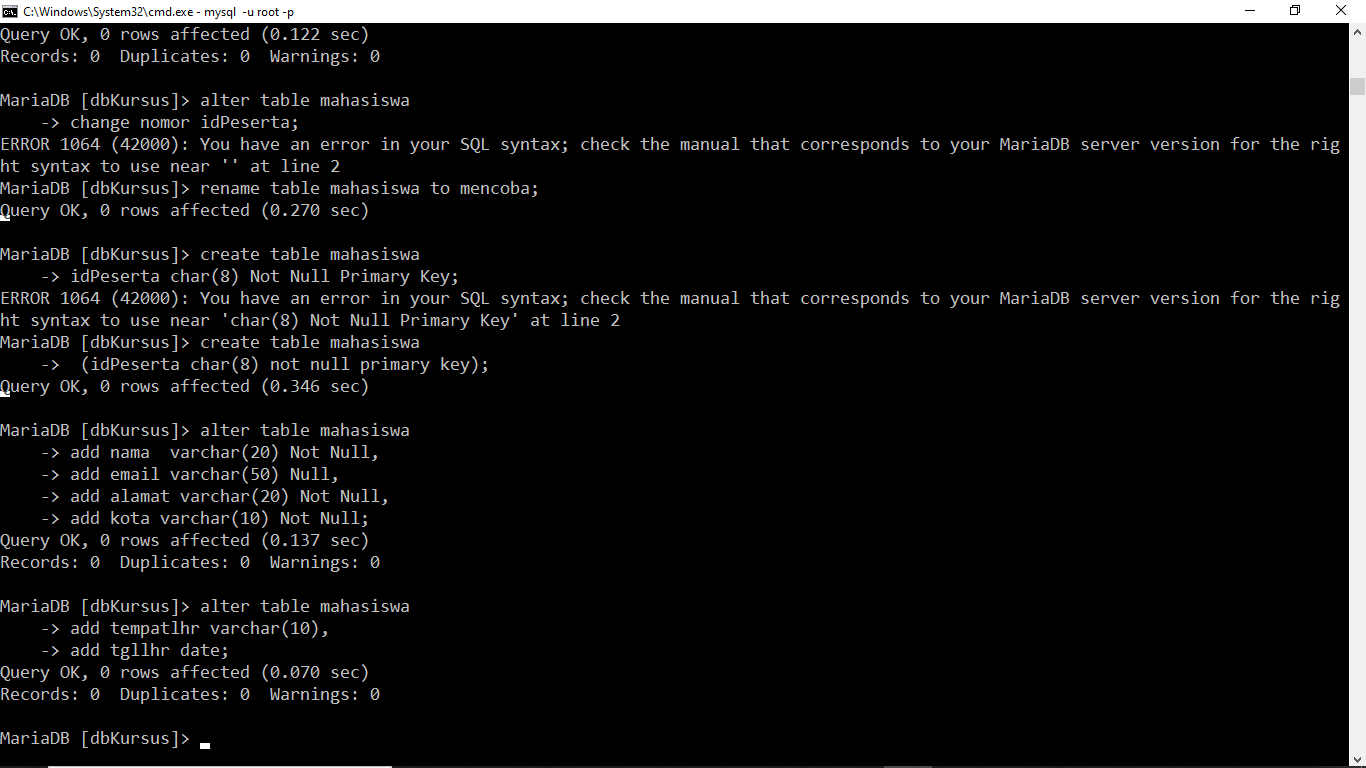 C:\Windows\System32\cmd.exe - mysql  -u root -p
Query OK, 0 rows affected (0.122 sec)
Records: 0  Duplicates: 0  Warnings: 0
MariaDB [dbKursus]> alter table mahasiswa
    -> change nomor idPeserta;
ERROR 1064 (42000): You have an error in your SQL syntax; check the manual that corresponds to your MariaDB server version for the rig
ht syntax to use near '' at line 2
MariaDB [dbKursus]> rename table mahasiswa to mencoba;
Query OK, 0 rows affected (0.270 sec)
MariaDB [dbKursus]> create table mahasiswa
    -> idPeserta char(8) Not Null Primary Key;
ERROR 1064 (42000): You have an error in your SQL syntax; check the manual that corresponds to your MariaDB server version for the rig
ht syntax to use near 'char(8) Not Null Primary Key' at line 2
MariaDB [dbKursus]> create table mahasiswa
    ->  (idPeserta char(8) not null primary key);
Query OK, 0 rows affected (0.346 sec)
MariaDB [dbKursus]> alter table mahasiswa
    -> add nama  varchar(20) Not Null,
    -> add email varchar(50) Null,
    -> add alamat varchar(20) Not Null,
    -> add kota varchar(10) Not Null;
Query OK, 0 rows affected (0.137 sec)
Records: 0  Duplicates: 0  Warnings: 0
MariaDB [dbKursus]> alter table mahasiswa
    -> add tempatlhr varchar(10),
    -> add tgllhr date;
Query OK, 0 rows affected (0.070 sec)
Records: 0  Duplicates: 0  Warnings: 0
MariaDB [dbKursus]>